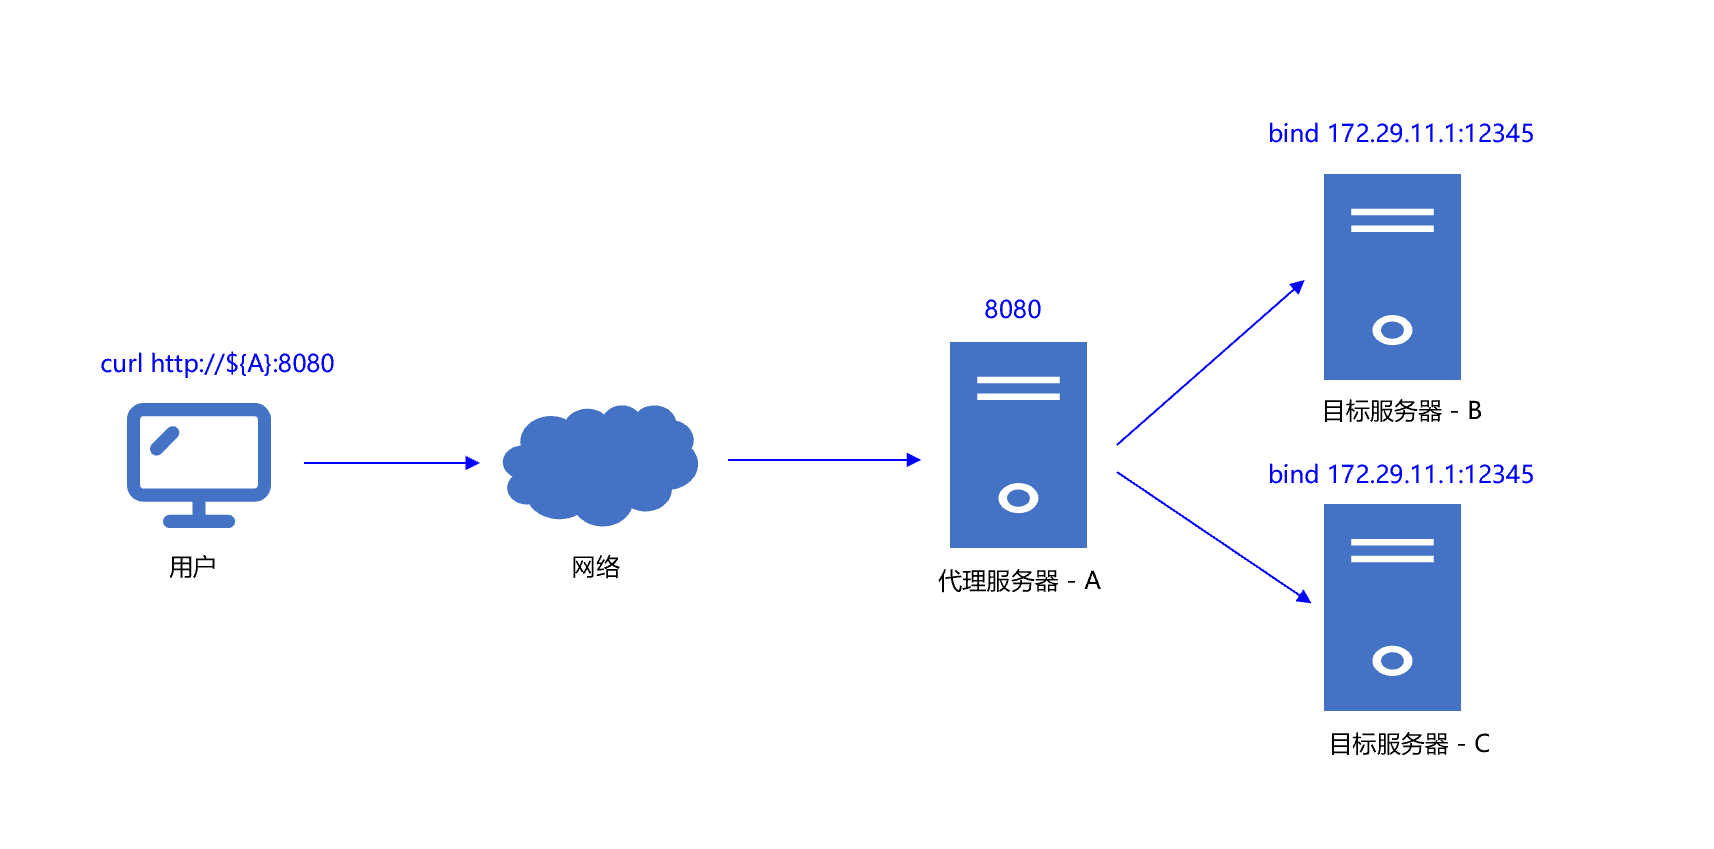 curl http://${A}:8080
用户
网络
8080
代理服务器 - A
bind 172.29.11.1:12345
目标服务器 - B
bind 172.29.11.1:12345
目标服务器 - C